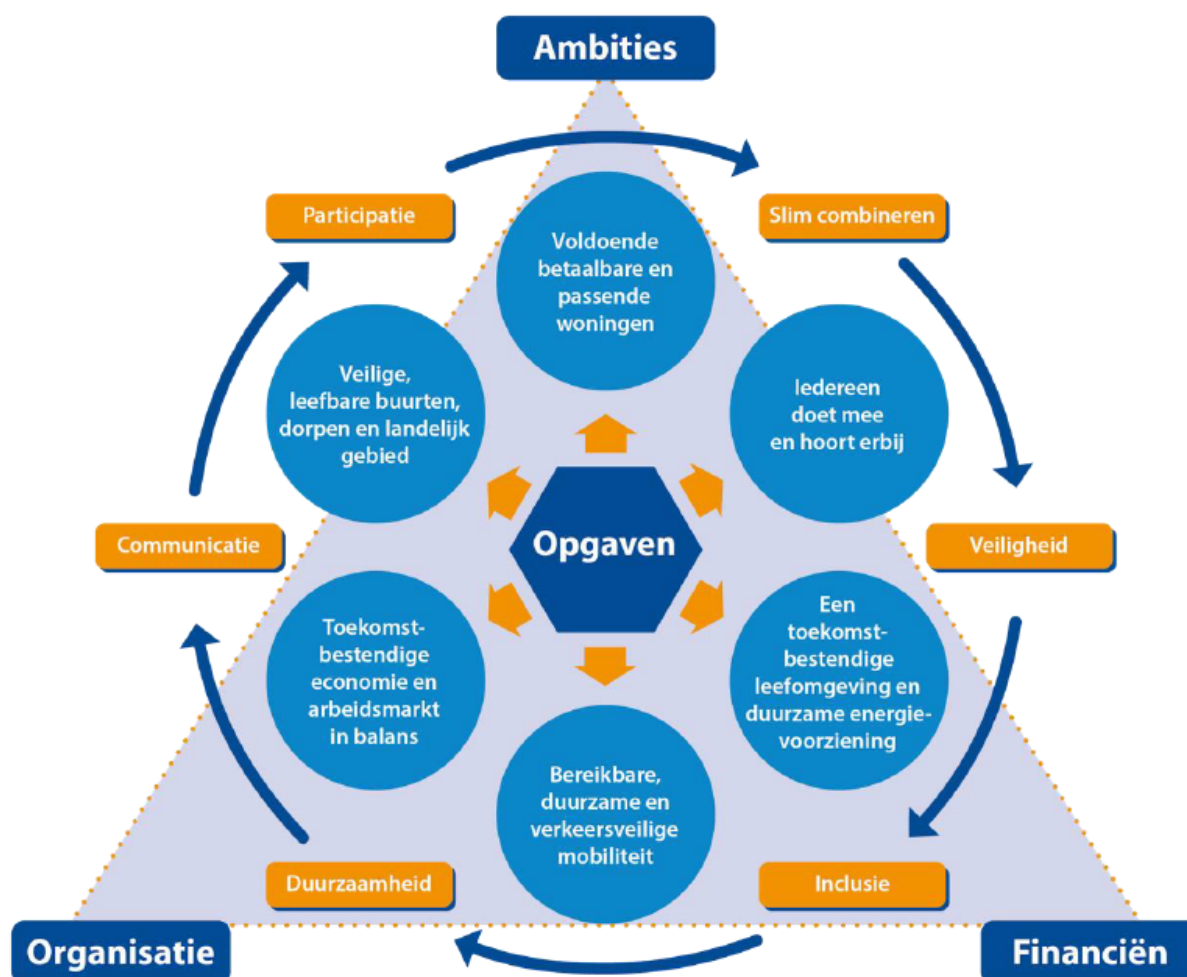 Ambities
Participatie
Slim combineren
Voldoende
betaalbare en
passende
woningen
Veilige,
leefbare buurten,
dorpen en landelijk
gebied
Iedereen
doet mee
en hoort erbij
Communicatie
Opgaven
Veiligheid
Toekomst-
bestendige
economie en
arbeidsmarkt
in balans
Een
toekomst-
bestendige
leefomgeving en
duurzame energie-
voorziening
Bereikbare,
duurzame en
verkeersveilige
mobiliteit
Duurzaamheid
Inclusie
Organisatie
Financiën